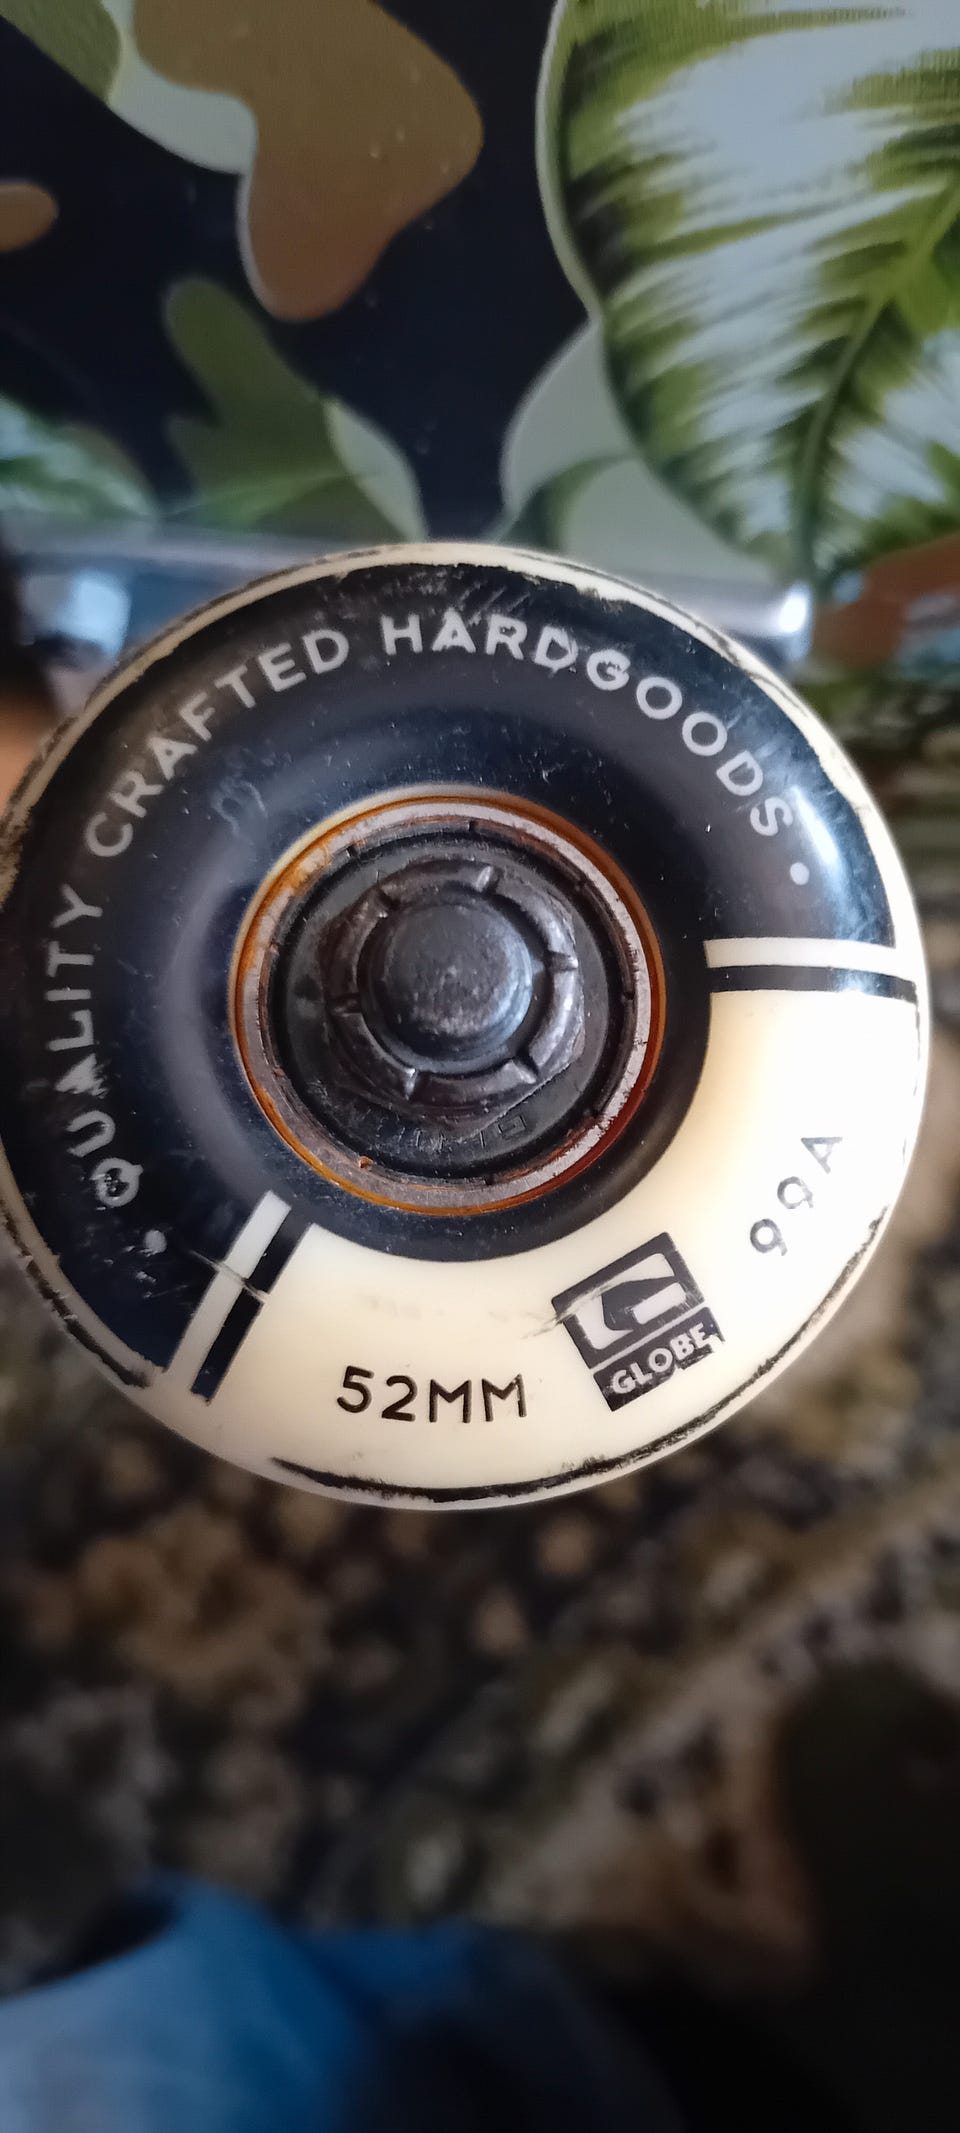 • QUALITY CRAFTED HARDGOODS •
52MM
GLOBE
99A